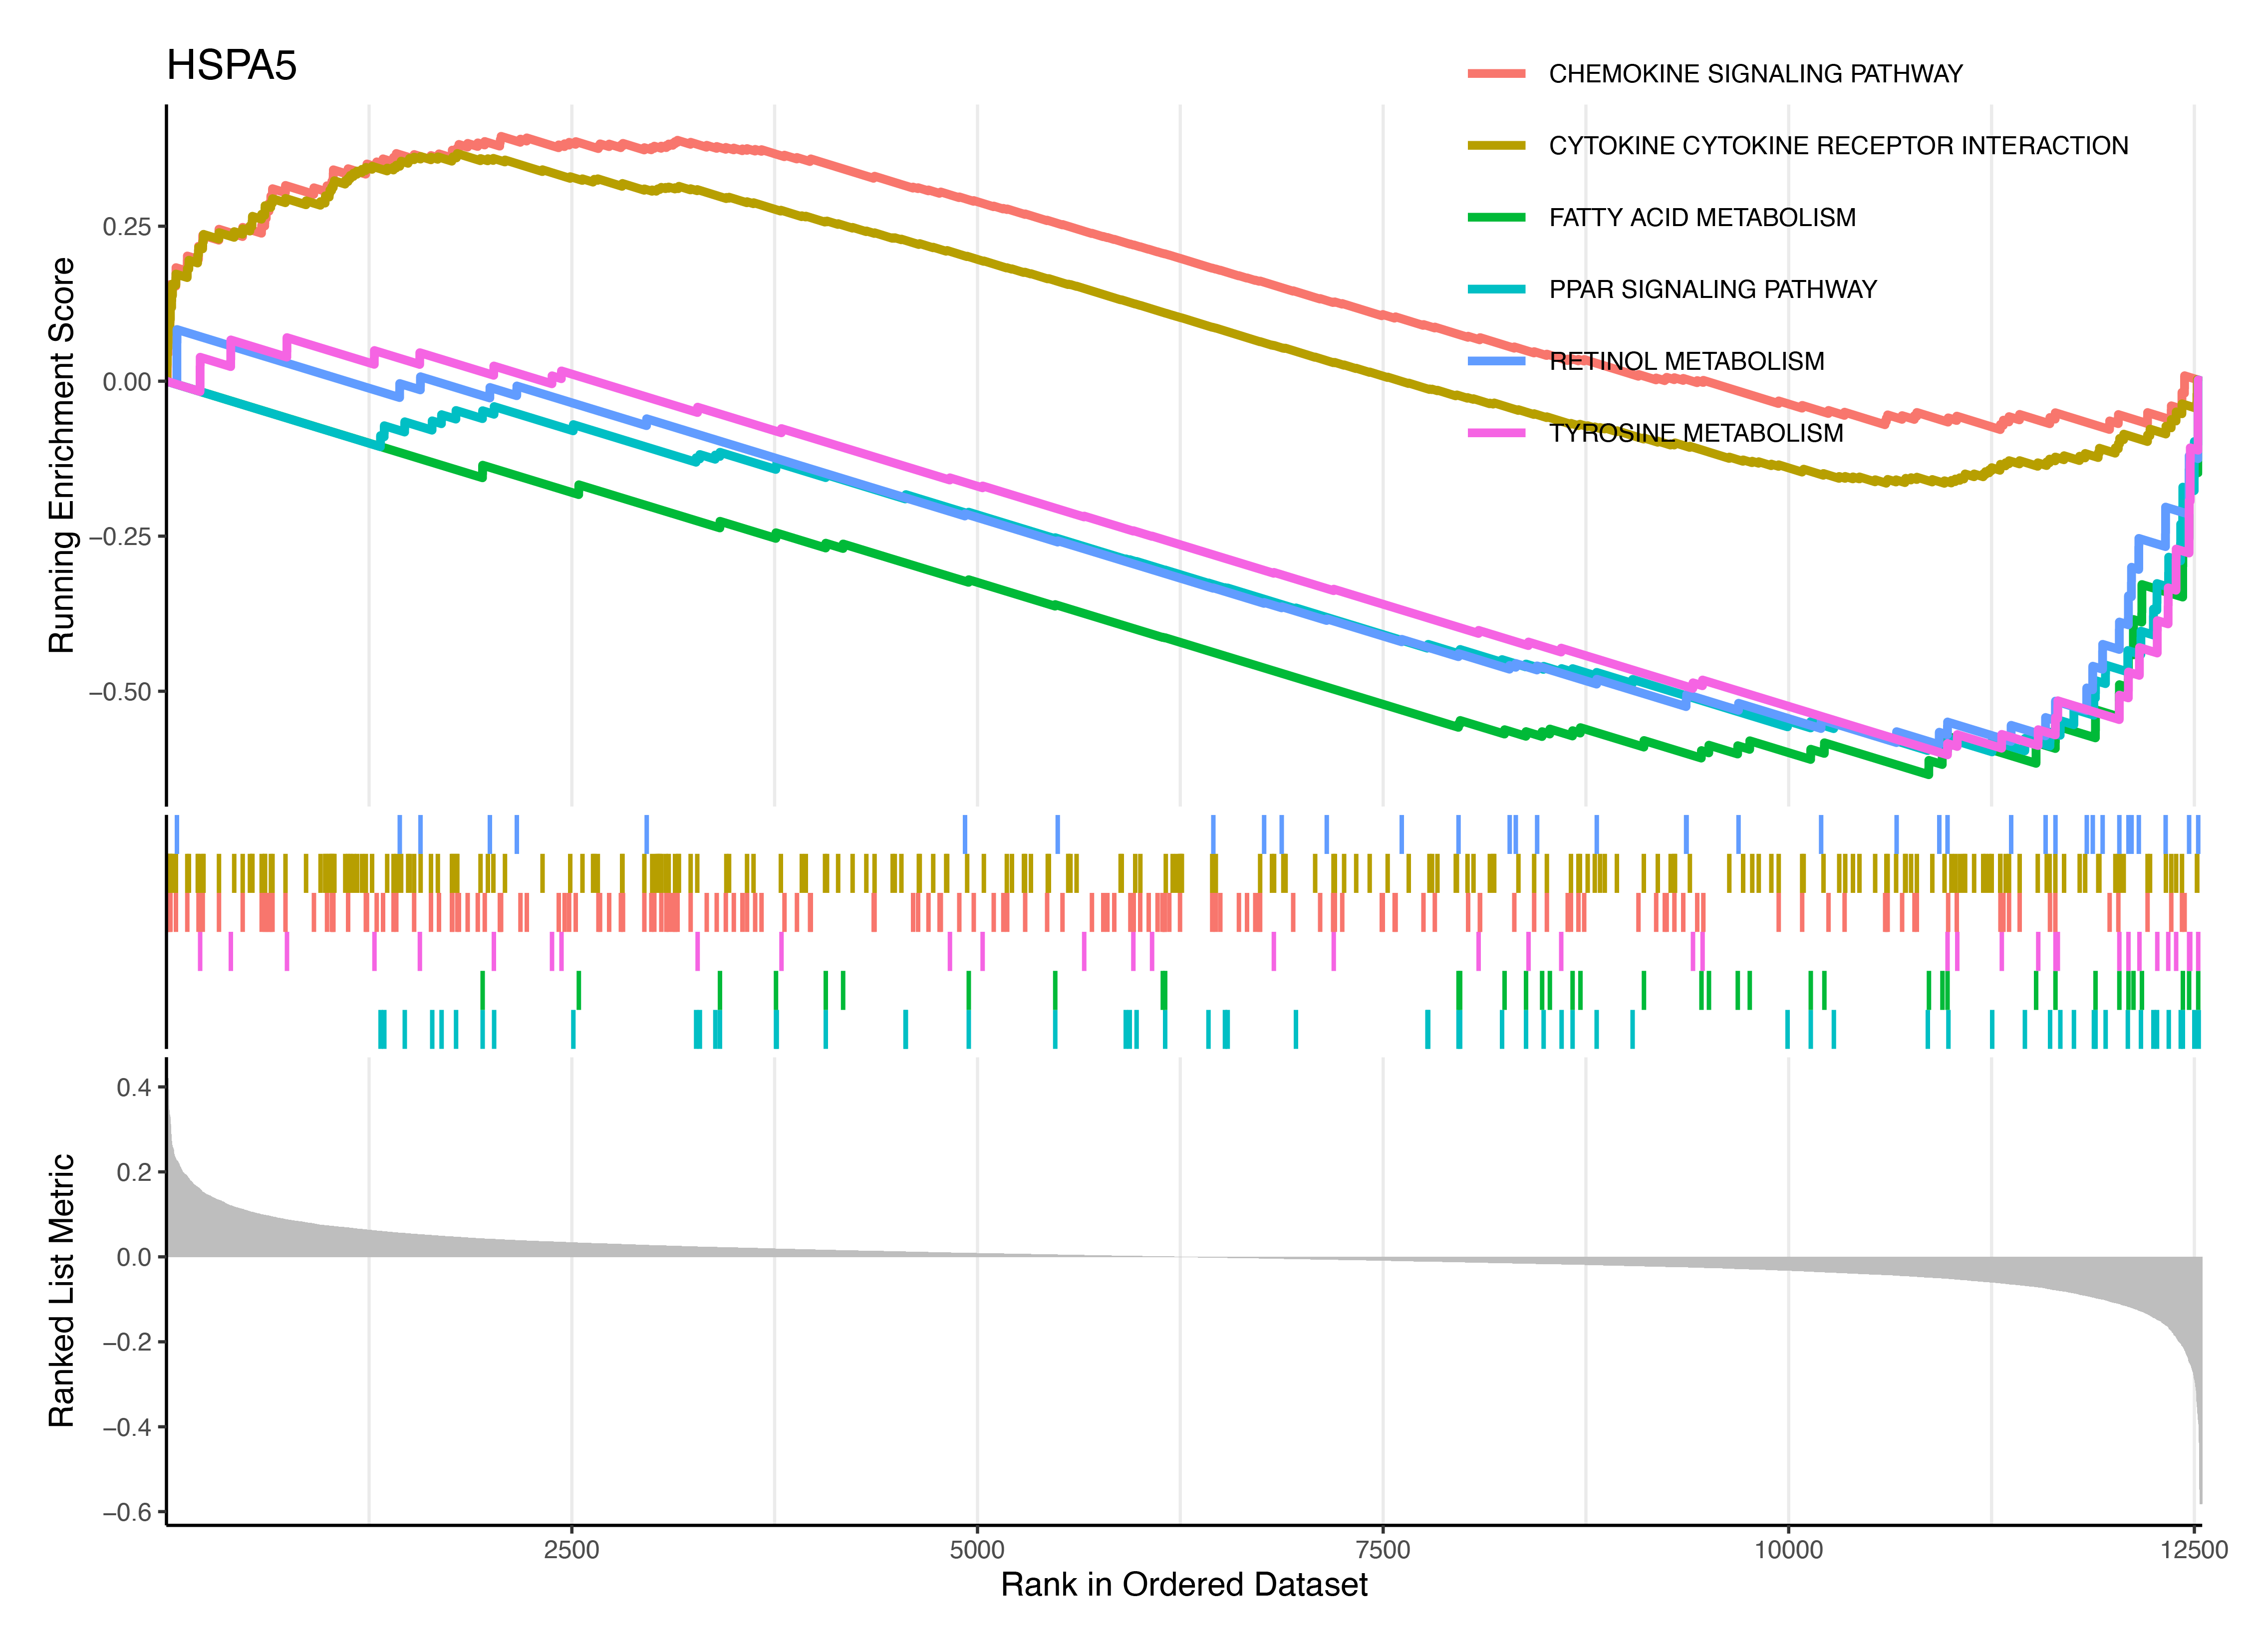 HSPA5
CHEMOKINE SIGNALING PATHWAY
CYTOKINE CYTOKINE RECEPTOR INTERACTION
FATTY ACID METABOLISM
PPAR SIGNALING PATHWAY
RETINOL METABOLISM
TYROSINE METABOLISM
Running Enrichment Score
0.25
0.00
−0.25
−0.50
Ranked List Metric
0.4
0.2
0.0
−0.2
−0.4
−0.6
2500 5000 7500 10000 12500
Rank in Ordered Dataset